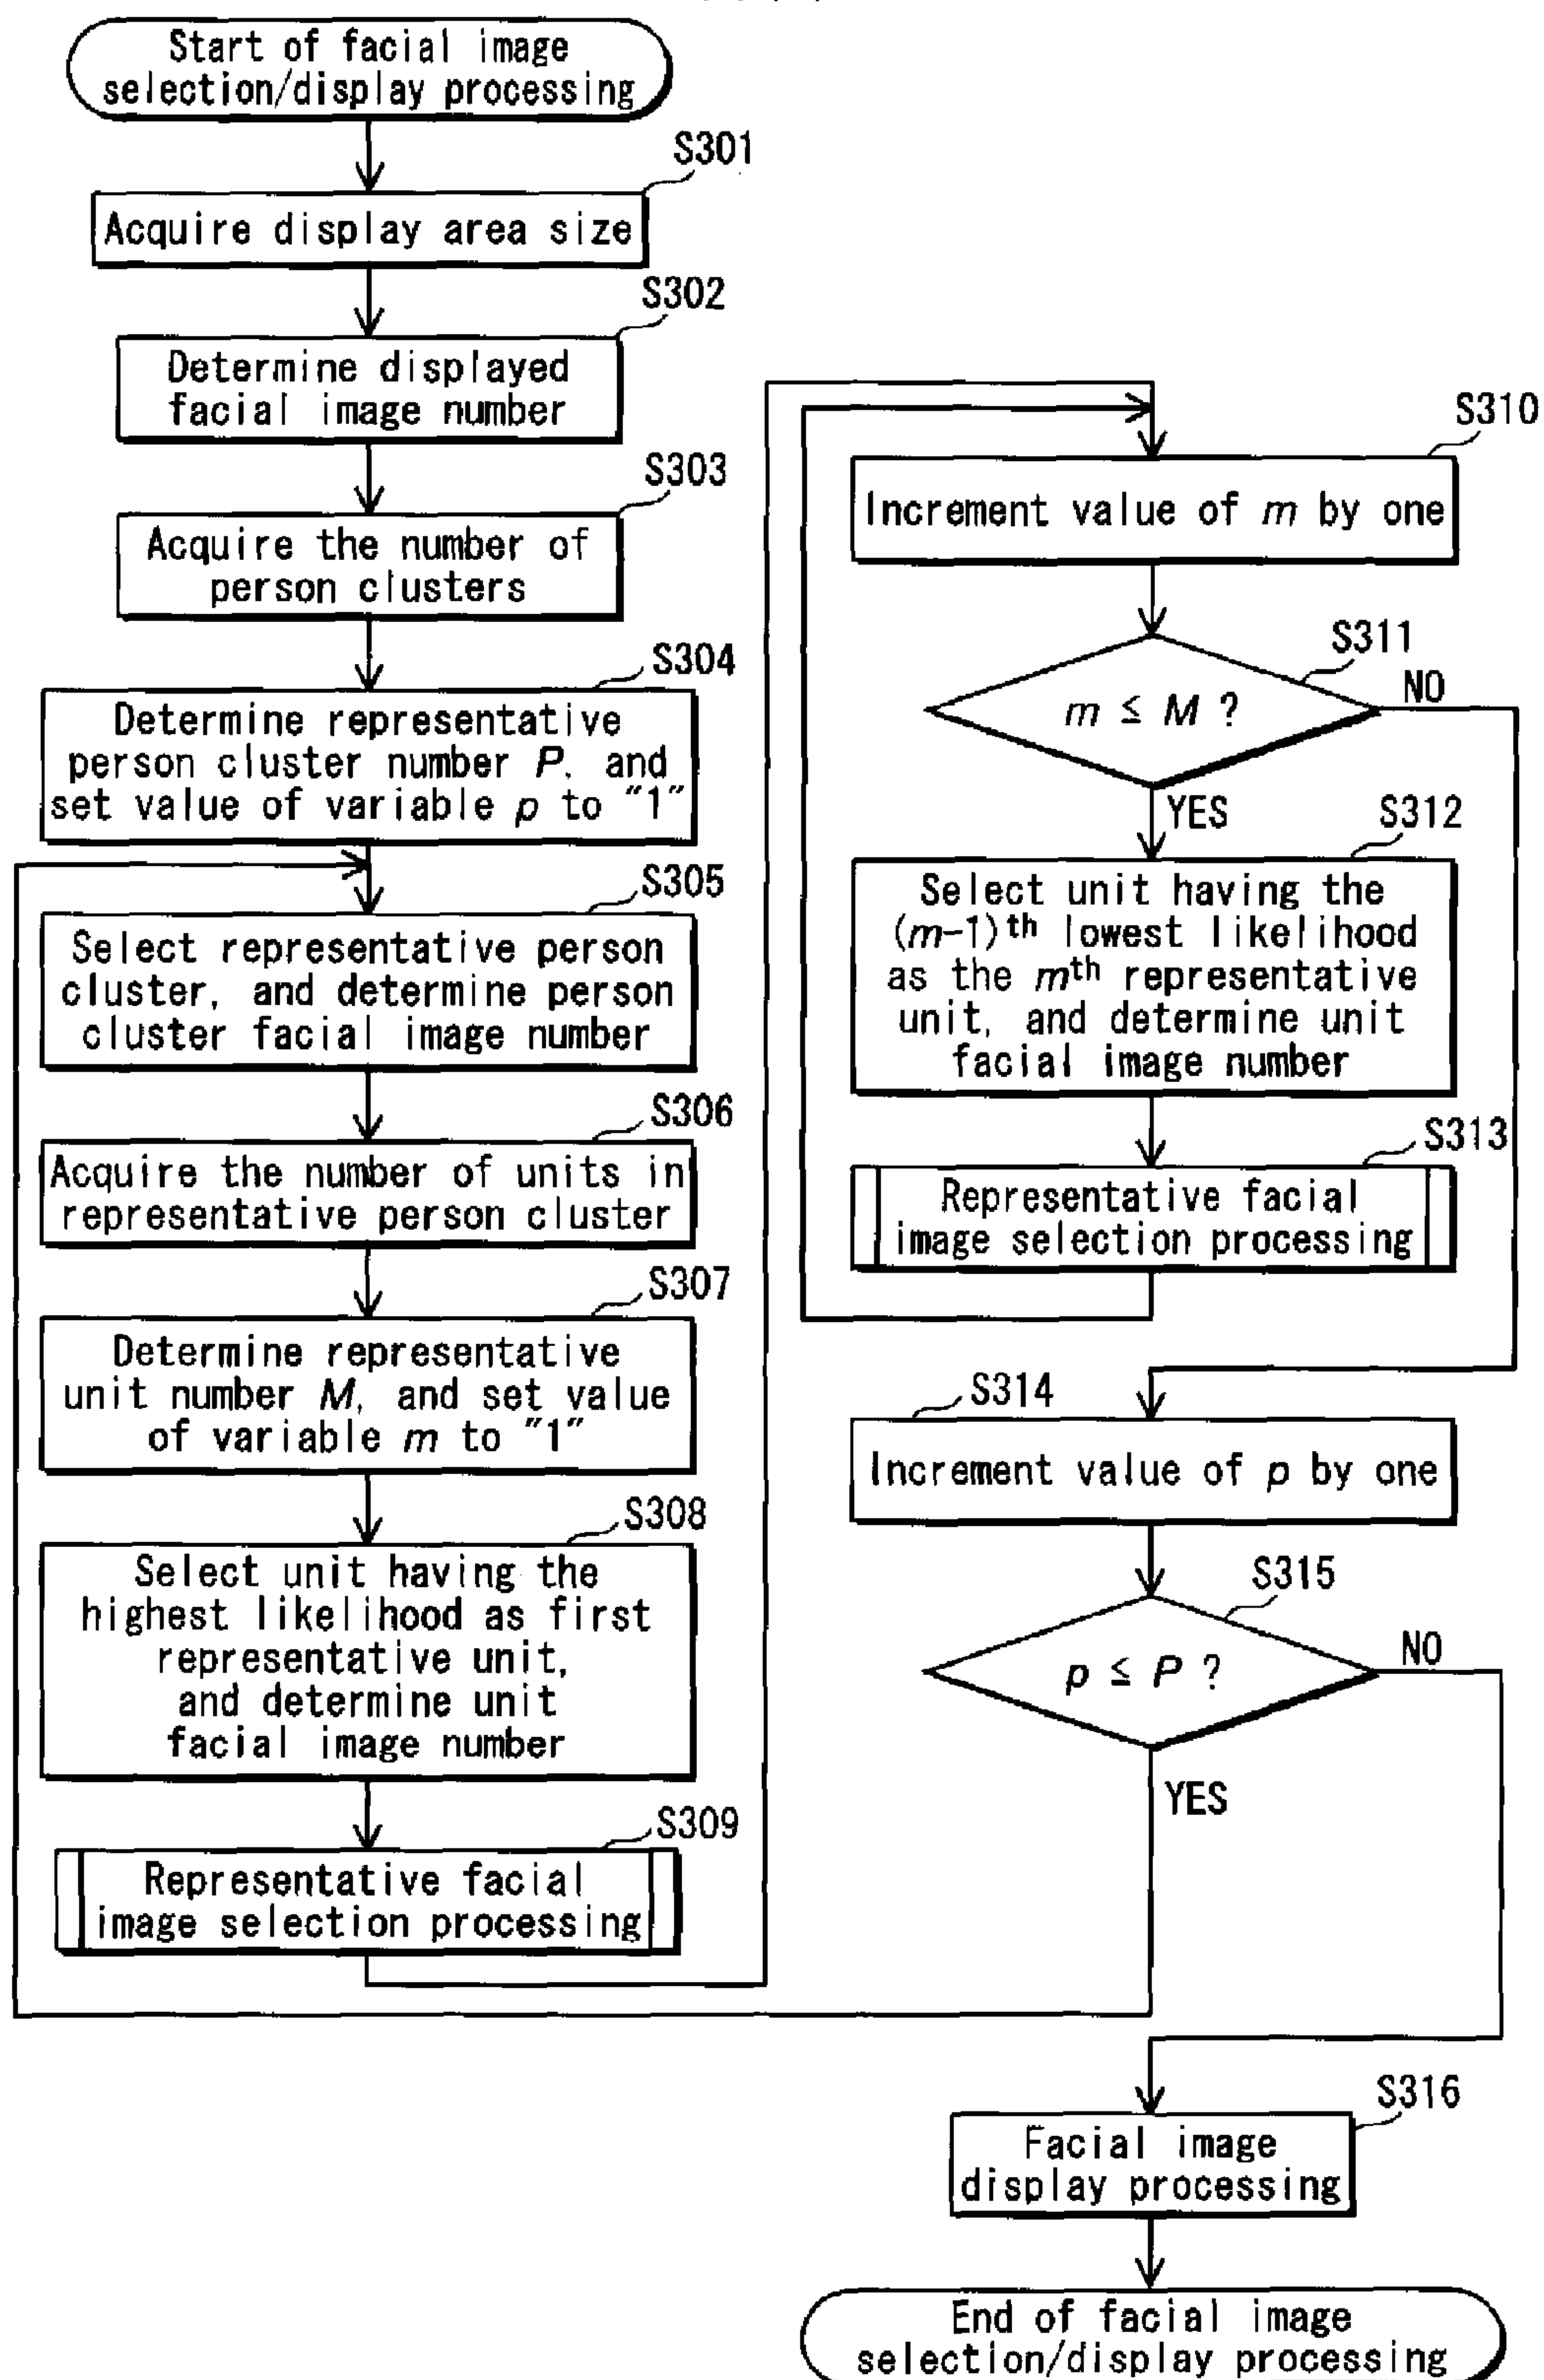 Start of facial image
selection/display processing
S301
Acquire display area size
S302
Determine displayed
facial image number
S303
Acquire the number of
person clusters
S304
Determine representative
person cluster number P, and
set value of variable p to "1"
S305
Select representative person
cluster, and determine person
cluster facial image number
S306
Acquire the number of units in
representative person cluster
S307
Determine representative
unit number M, and set value
of variable m to "1"
S308
Select unit having the
highest likelihood as first
representative unit,
and determine unit
facial image number
S309
Representative facial
image selection processing
S310
Increment value of m by one
S311
m ≤ M ?
NO
YES
S312
Select unit having the
(m-1)th lowest likelihood
as the mth representative
unit, and determine unit
facial image number
S313
Representative facial
image selection processing
S314
Increment value of p by one
S315
p ≤ P ?
NO
YES
S316
Facial image
display processing
End of facial image
selection/display processing